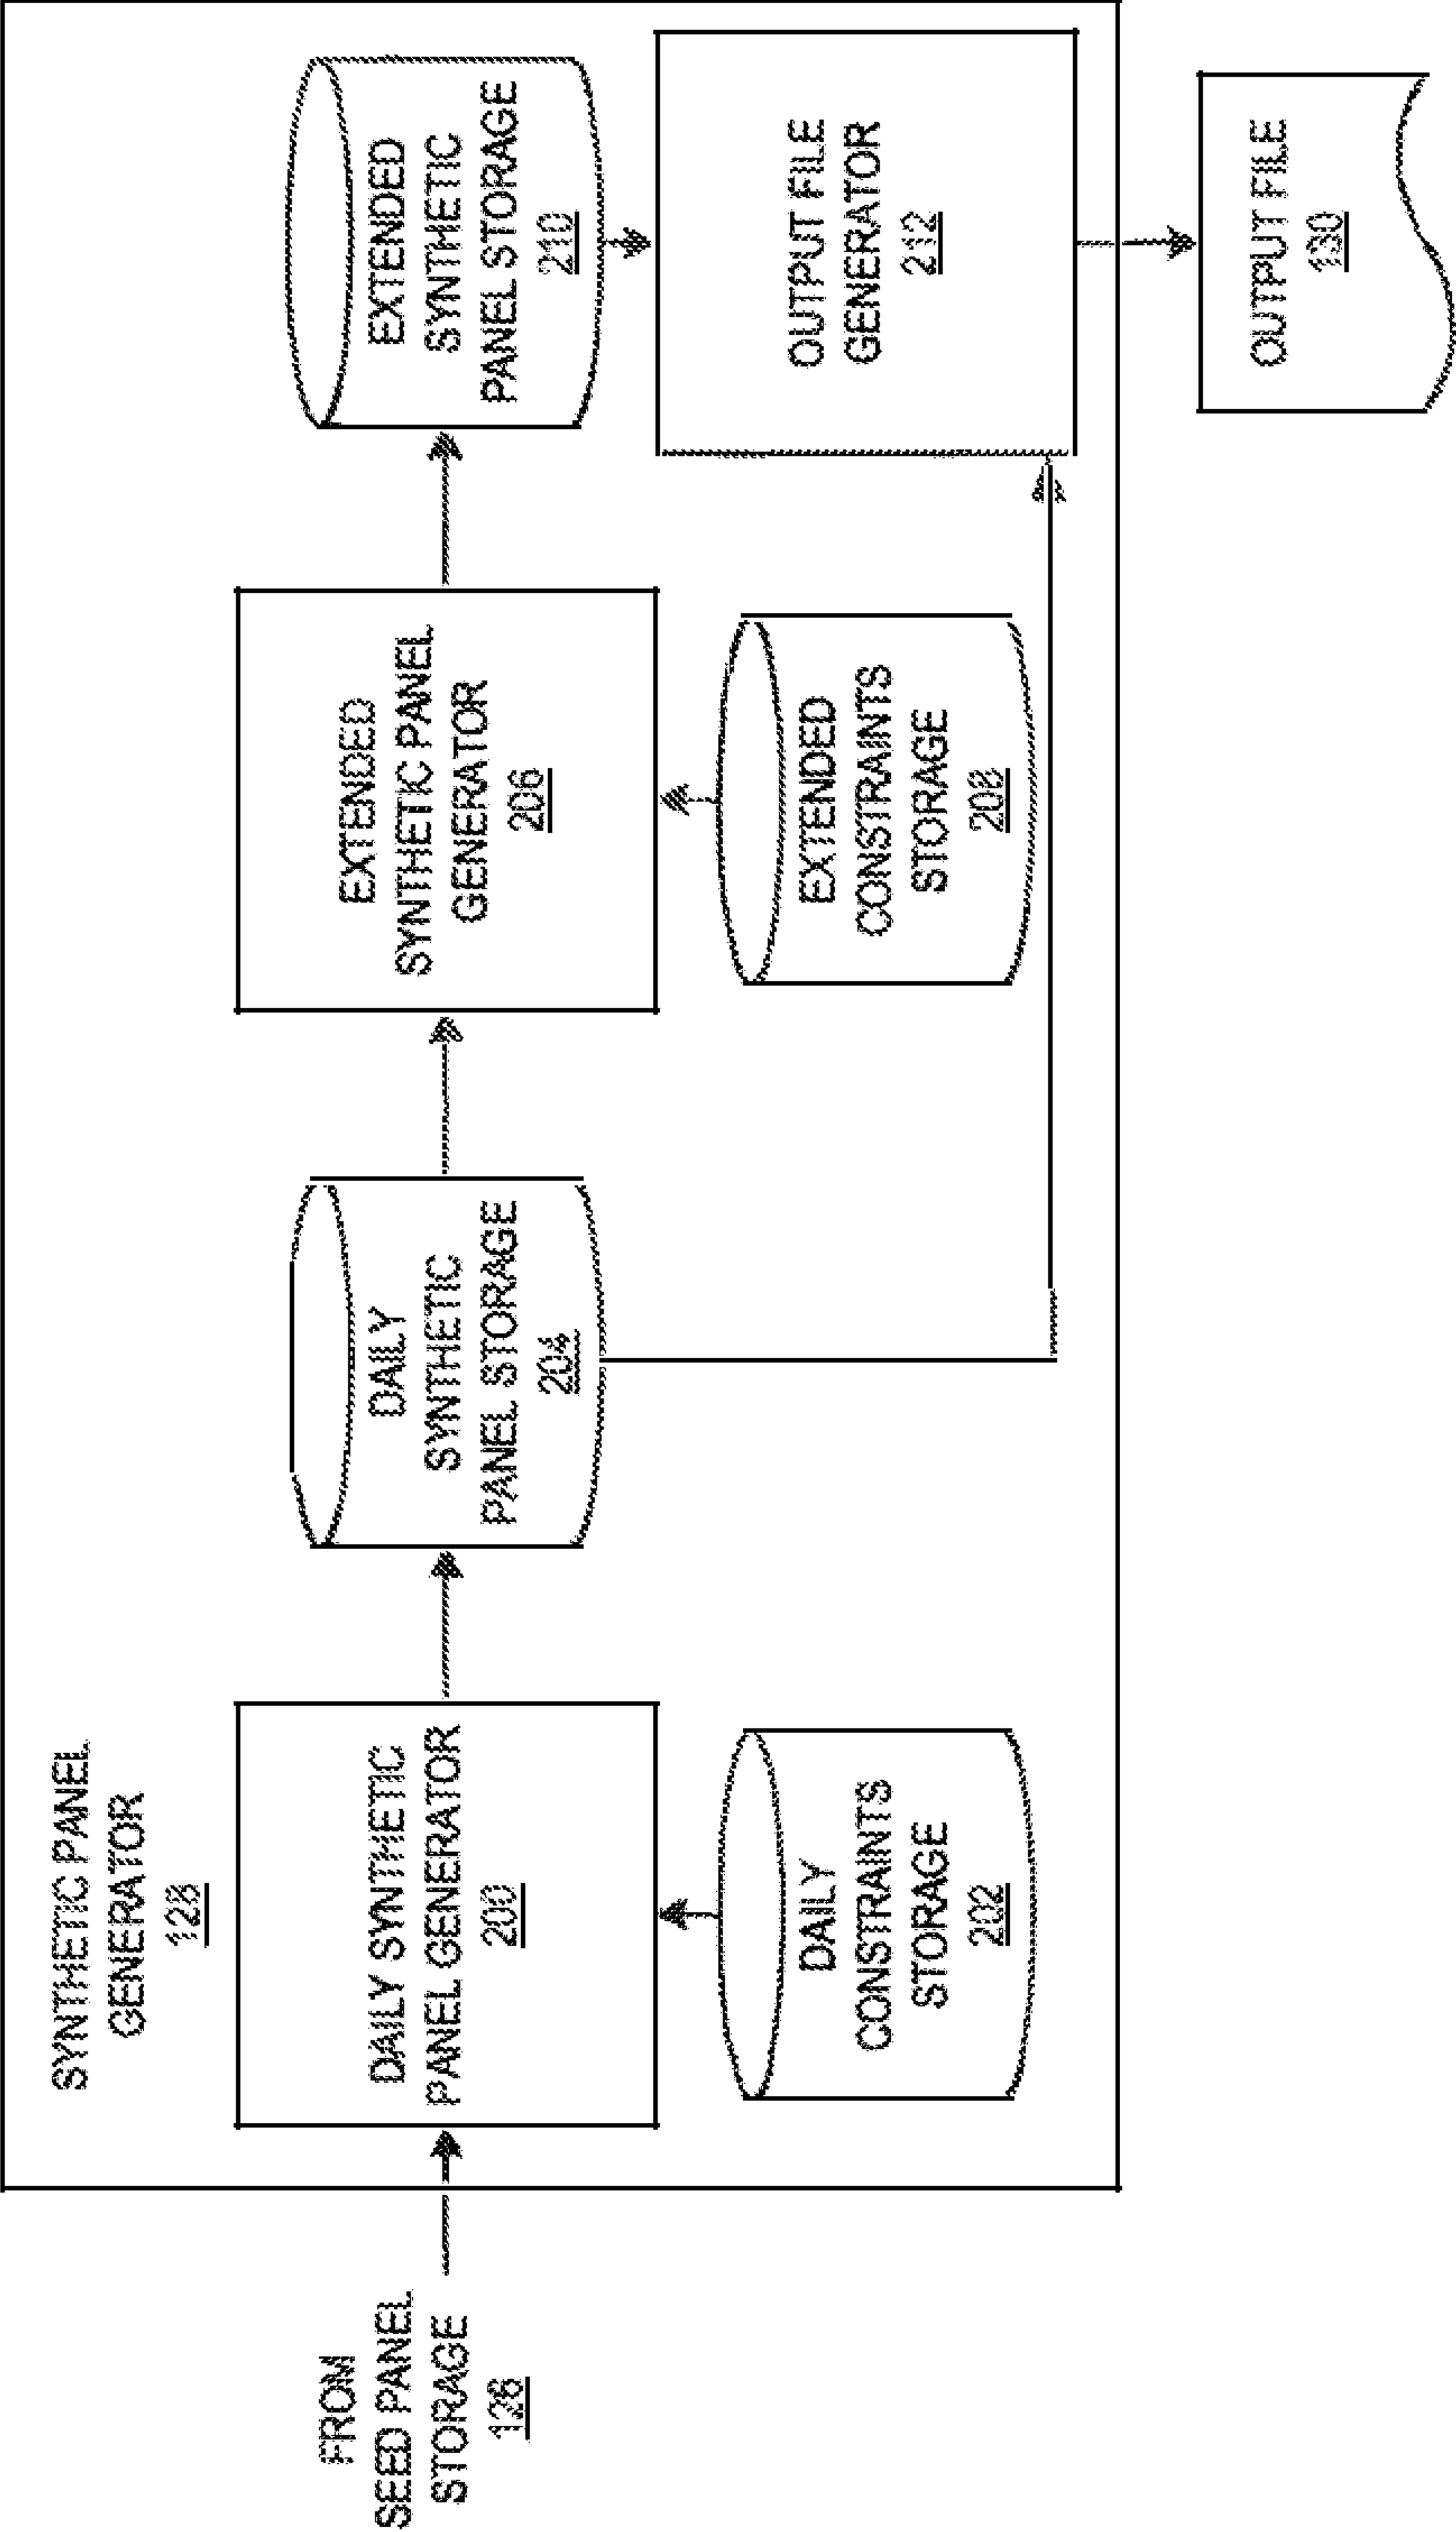 SYNTHETIC PANEL
GENERATOR
128
FROM
SEED PANEL
STORAGE
126
DAILY SYNTHETIC
PANEL GENERATOR
200
DAILY
CONSTRAINTS
STORAGE
202
DAILY
SYNTHETIC
PANEL STORAGE
204
EXTENDED
SYNTHETIC PANEL
GENERATOR
206
EXTENDED
CONSTRAINTS
STORAGE
208
EXTENDED
SYNTHETIC
PANEL STORAGE
210
OUTPUT FILE
GENERATOR
212
OUTPUT FILE
130